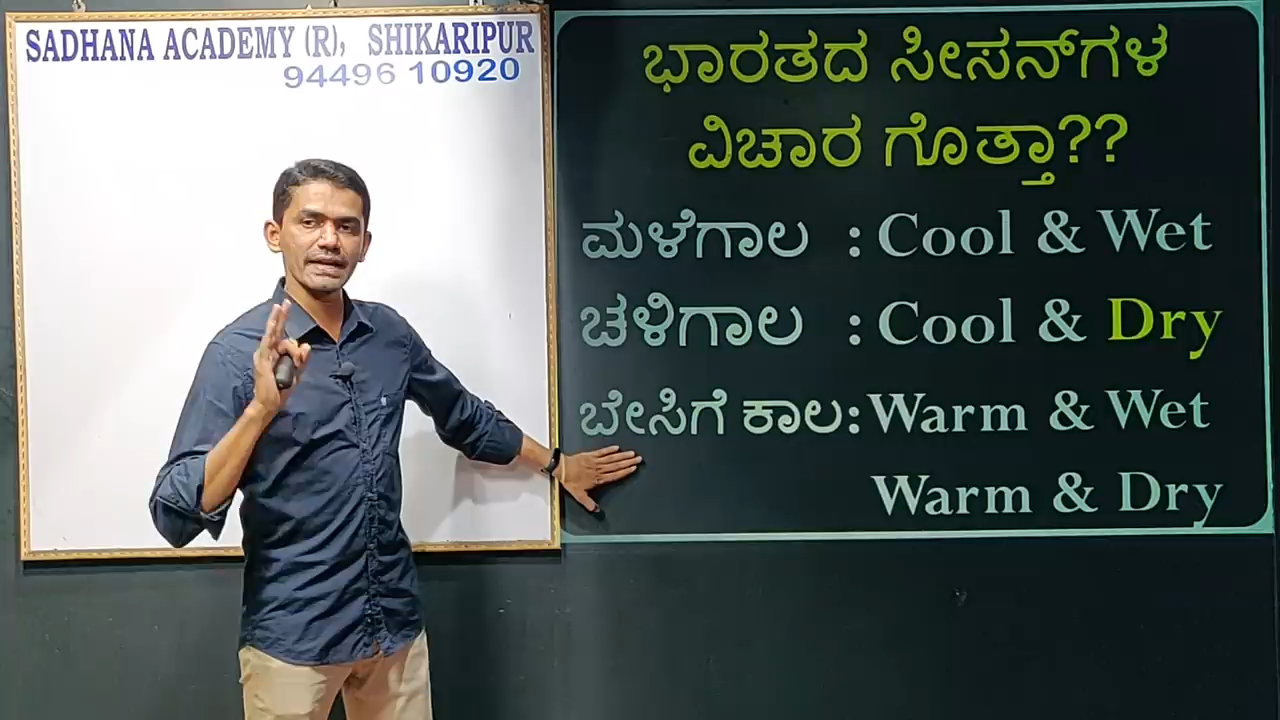 SADHANA ACADEMY (R), SHIKARIPUR
94496 10920
ಭಾರತದ ಸೀಸನ್‌ಗಳ
ವಿಚಾರ ಗೊತ್ತಾ??
ಮಳೆಗಾಲ : Cool & Wet
ಚಳಿಗಾಲ : Cool & Dry
ಬೇಸಿಗೆ ಕಾಲ: Warm & Wet
Warm & Dry